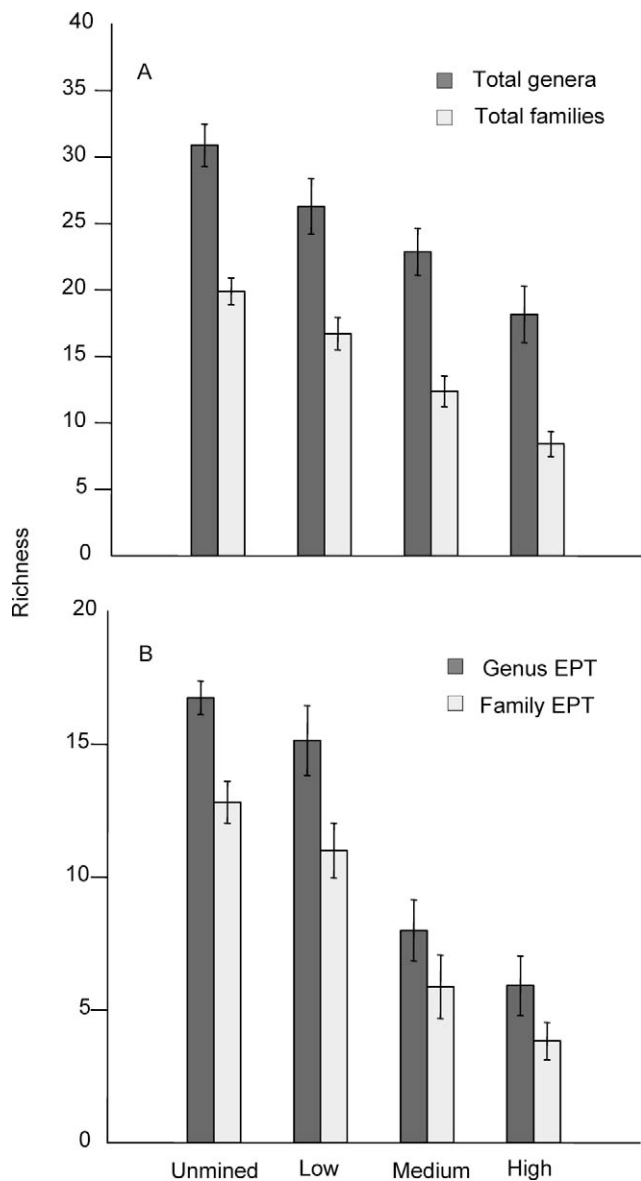 40
A
Total genera
35
Total families
30
25
20
15
10
5
0
Richness
20
B
Genus EPT
Family EPT
15
10
5
0
Unmined Low Medium High